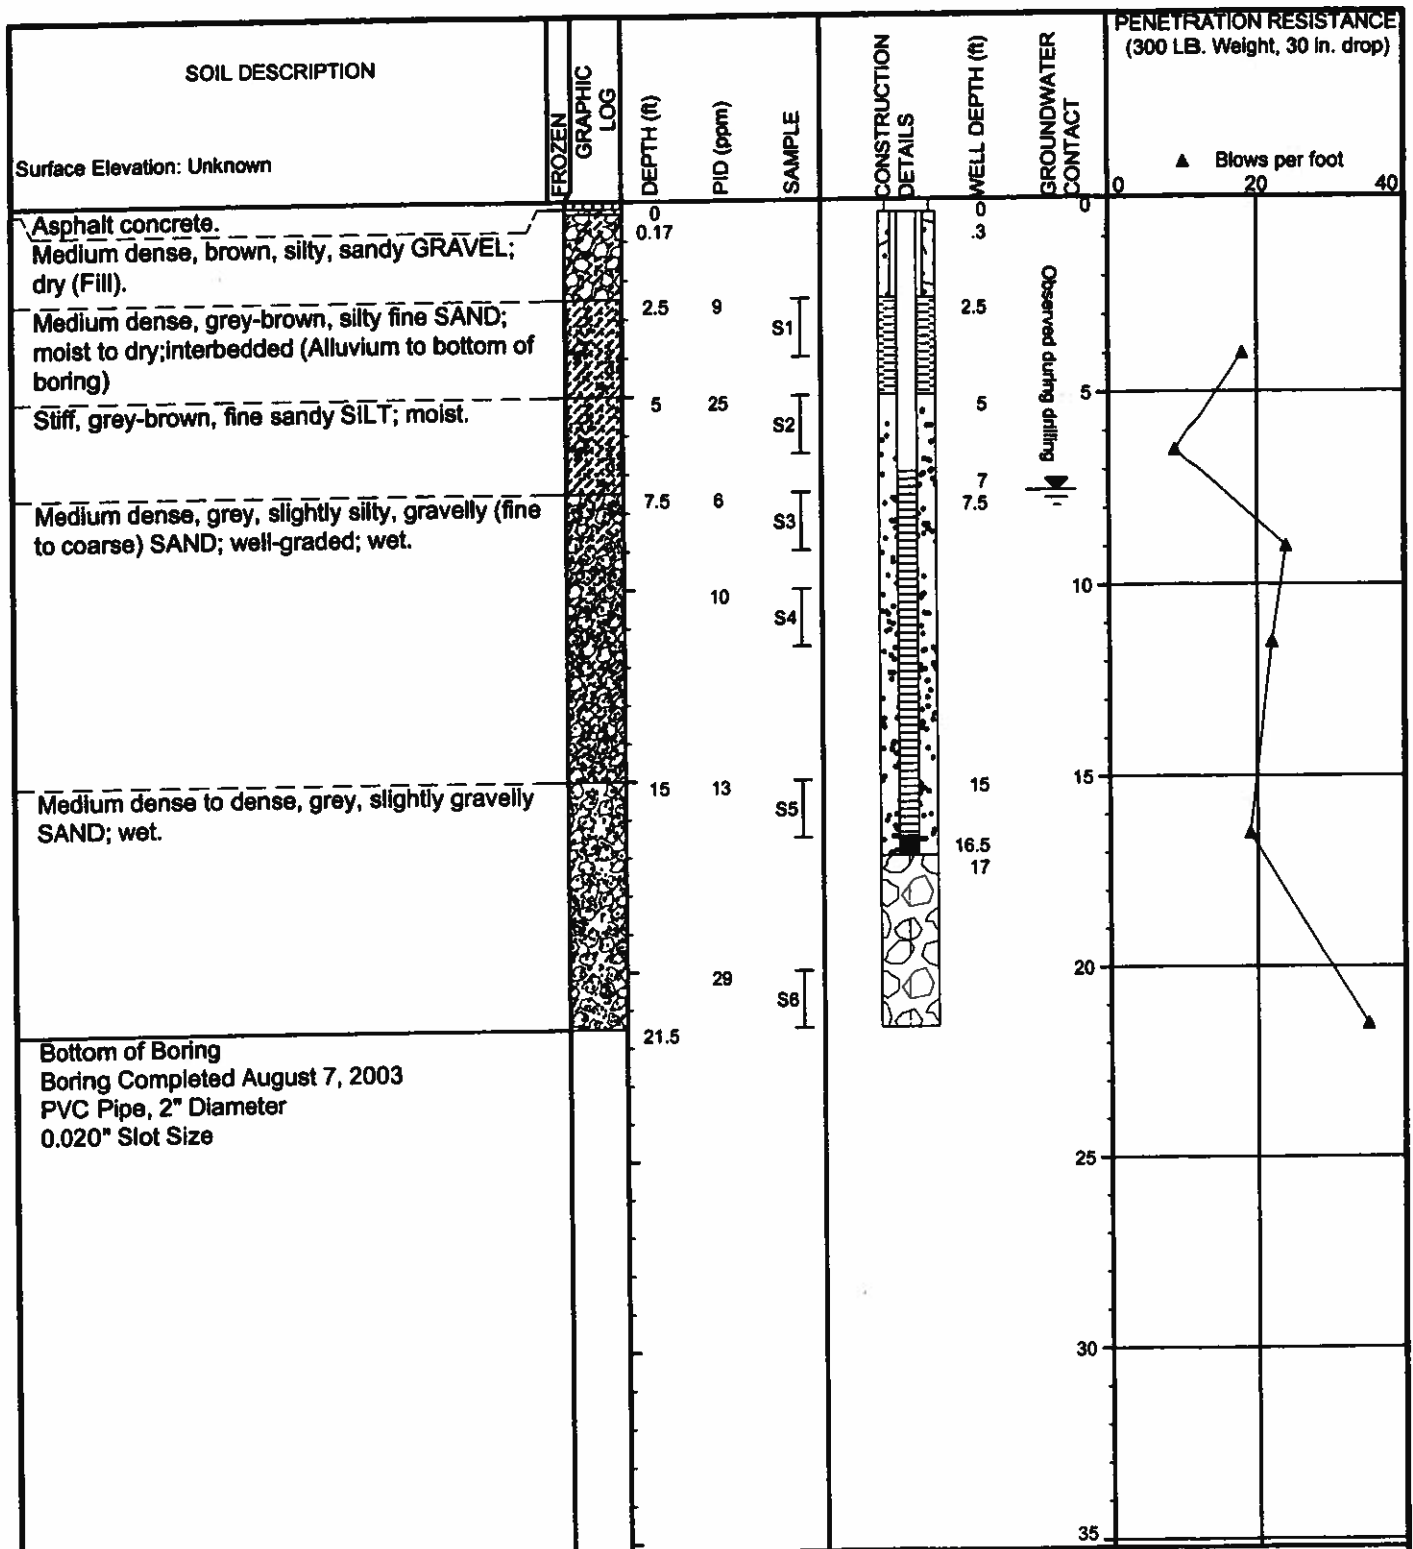 SOIL DESCRIPTION
Surface Elevation: Unknown
FROZEN
GRAPHIC
LOG
DEPTH (ft)
PID (ppm)
SAMPLE
CONSTRUCTION
DETAILS
WELL DEPTH (ft)
GROUNDWATER
CONTACT
PENETRATION RESISTANCE
(300 LB. Weight, 30 in. drop)
▲ Blows per foot
0 20 40
Asphalt concrete.
Medium dense, brown, silty, sandy GRAVEL;
dry (Fill).
Medium dense, grey-brown, silty fine SAND;
moist to dry;interbedded (Alluvium to bottom of
boring)
Stiff, grey-brown, fine sandy SILT; moist.
Medium dense, grey, slightly silty, gravelly (fine
to coarse) SAND; well-graded; wet.
Medium dense to dense, grey, slightly gravelly
SAND; wet.
Bottom of Boring
Boring Completed August 7, 2003
PVC Pipe, 2" Diameter
0.020" Slot Size
0
0.17
2.5
5
7.5
15
21.5
9
25
6
10
13
29
S1
S2
S3
S4
S5
S6
0
.3
2.5
5
7
7.5
15
16.5
17
Observed during drilling
0
5
10
15
20
25
30
35